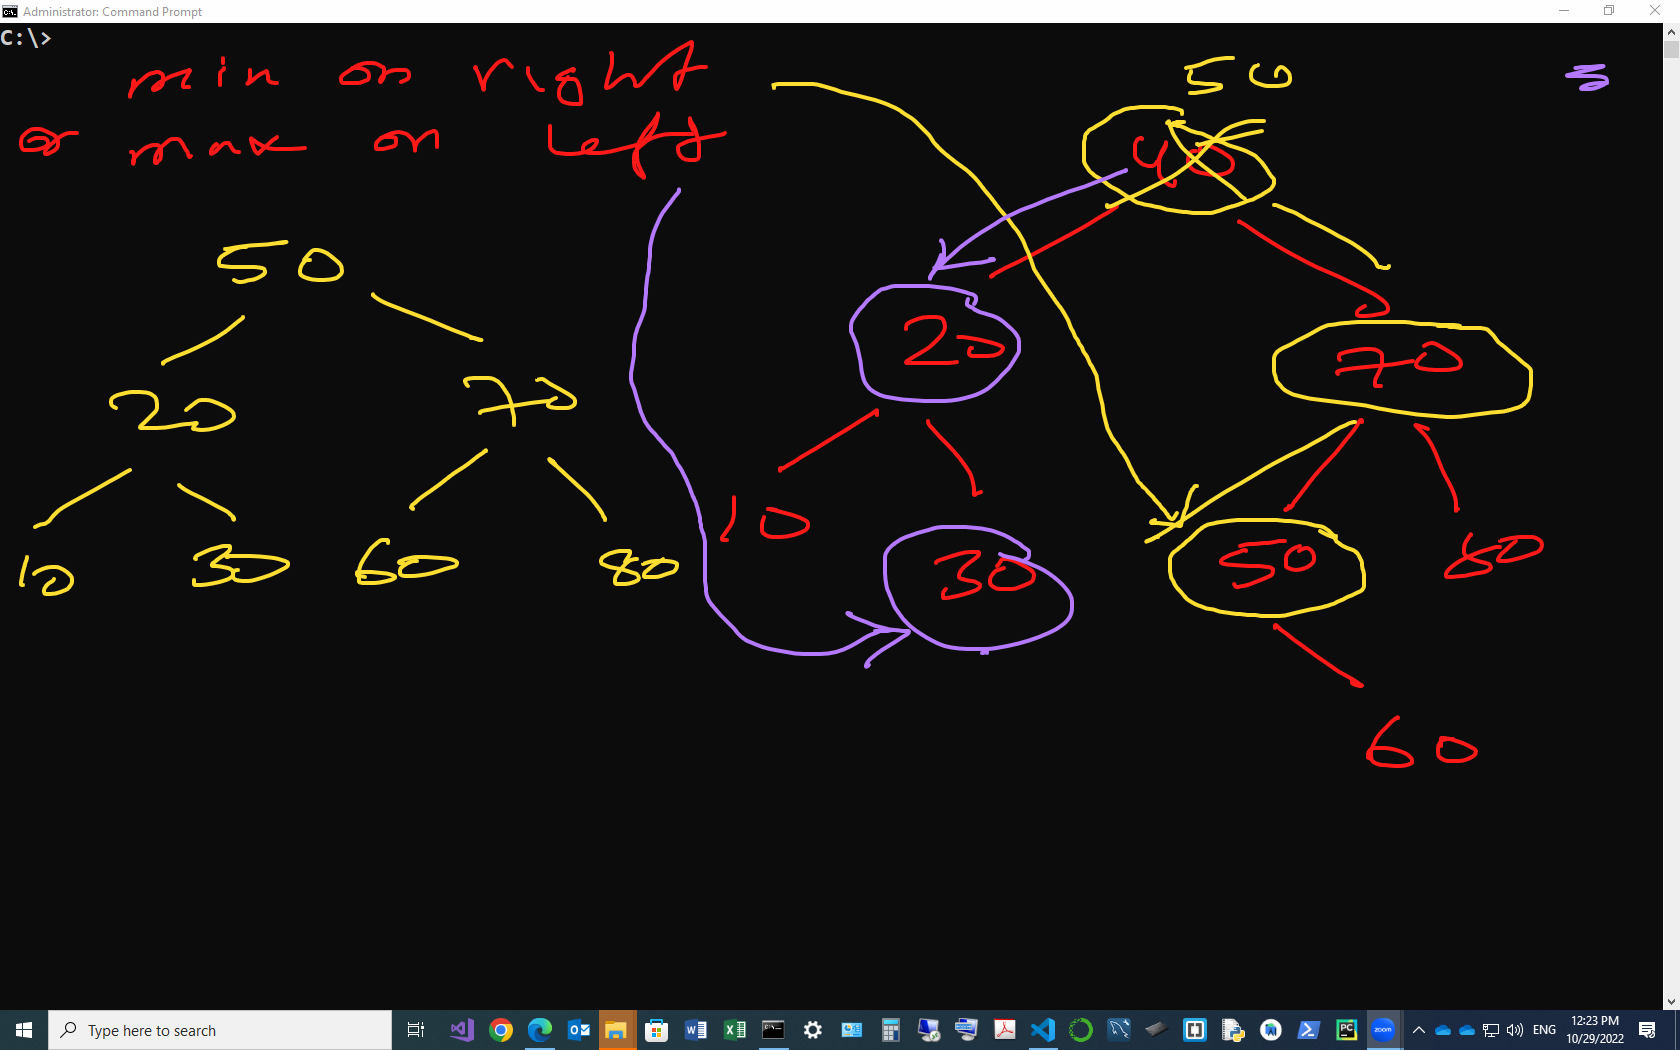 Administrator: Command Prompt
C:\>
min on right
or max on left
50
40
50
20
70
20
70
10
30
50
80
10
30
60
80
60
Type here to search
ENG
12:23 PM
10/29/2022